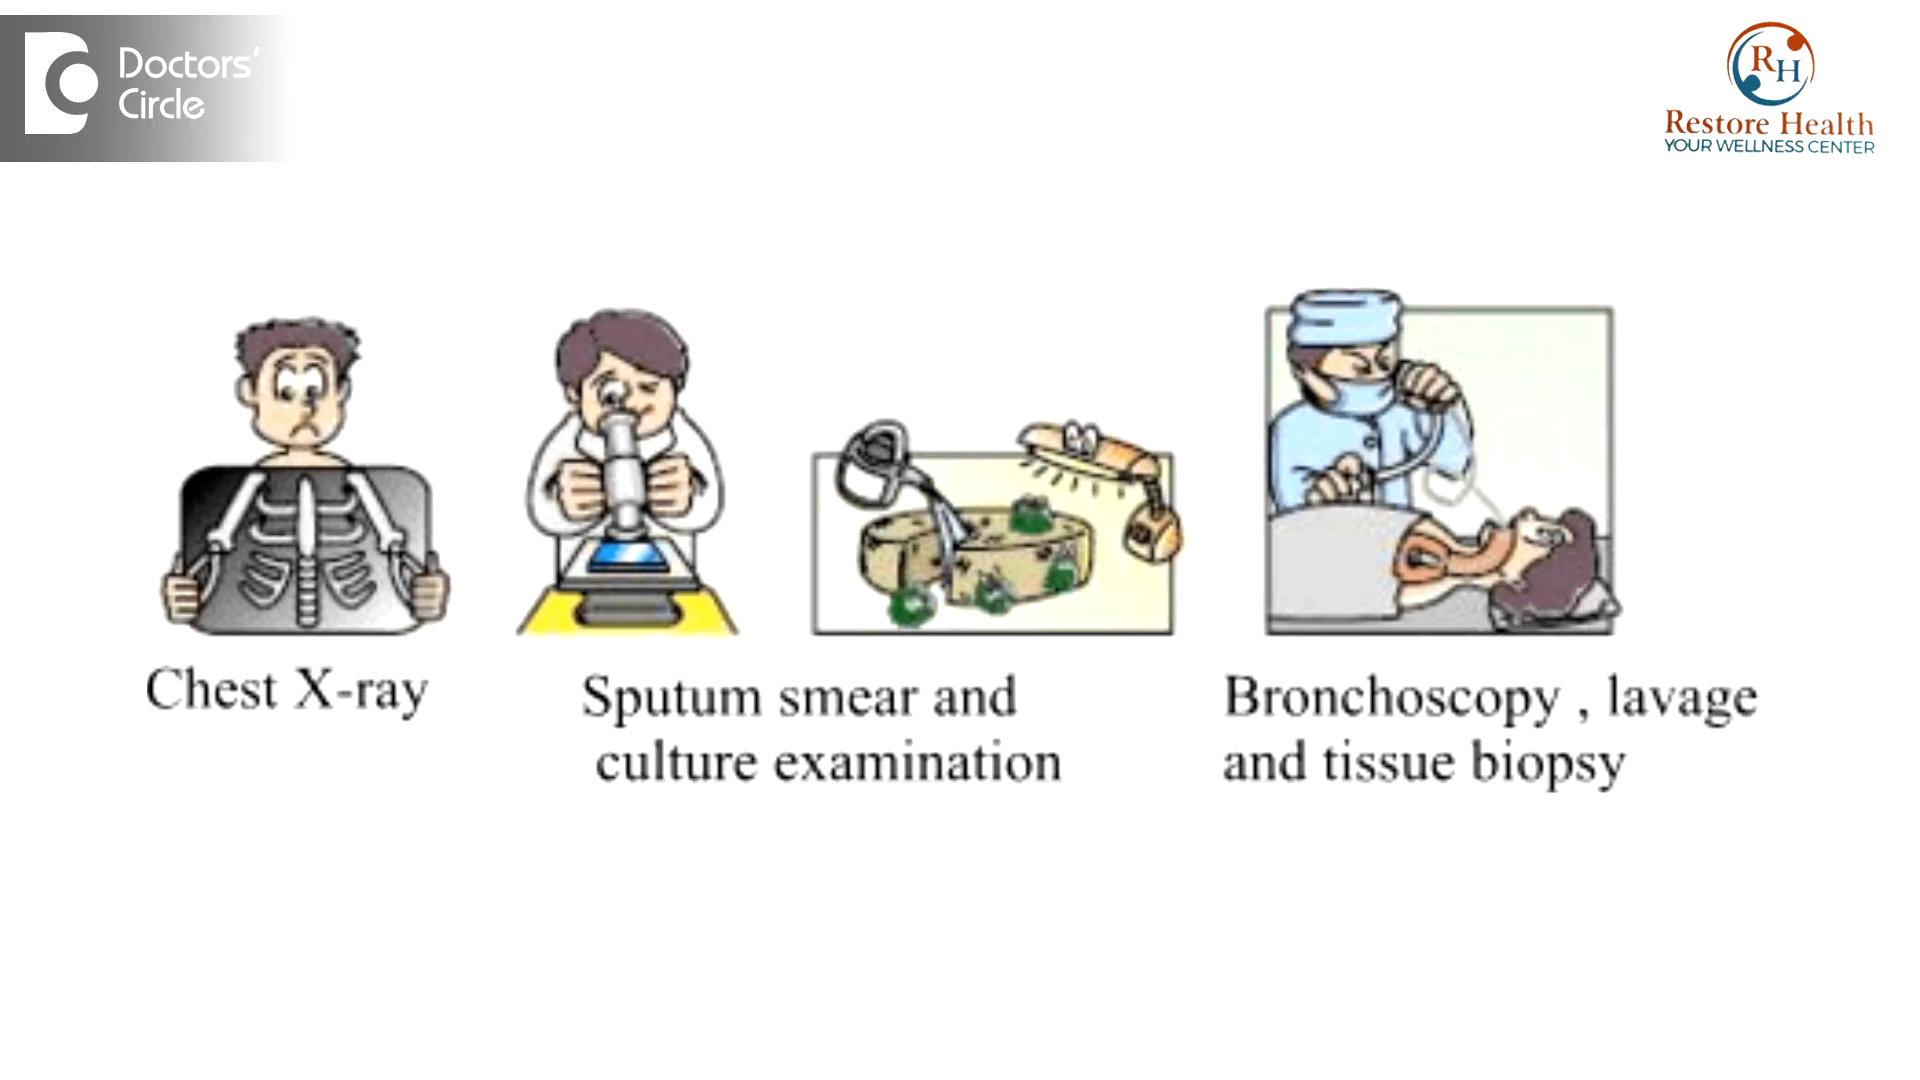 Doctors'
Circle
RH
Restore Health
YOUR WELLNESS CENTER
Chest X-ray
Sputum smear and
culture examination
Bronchoscopy , lavage
and tissue biopsy